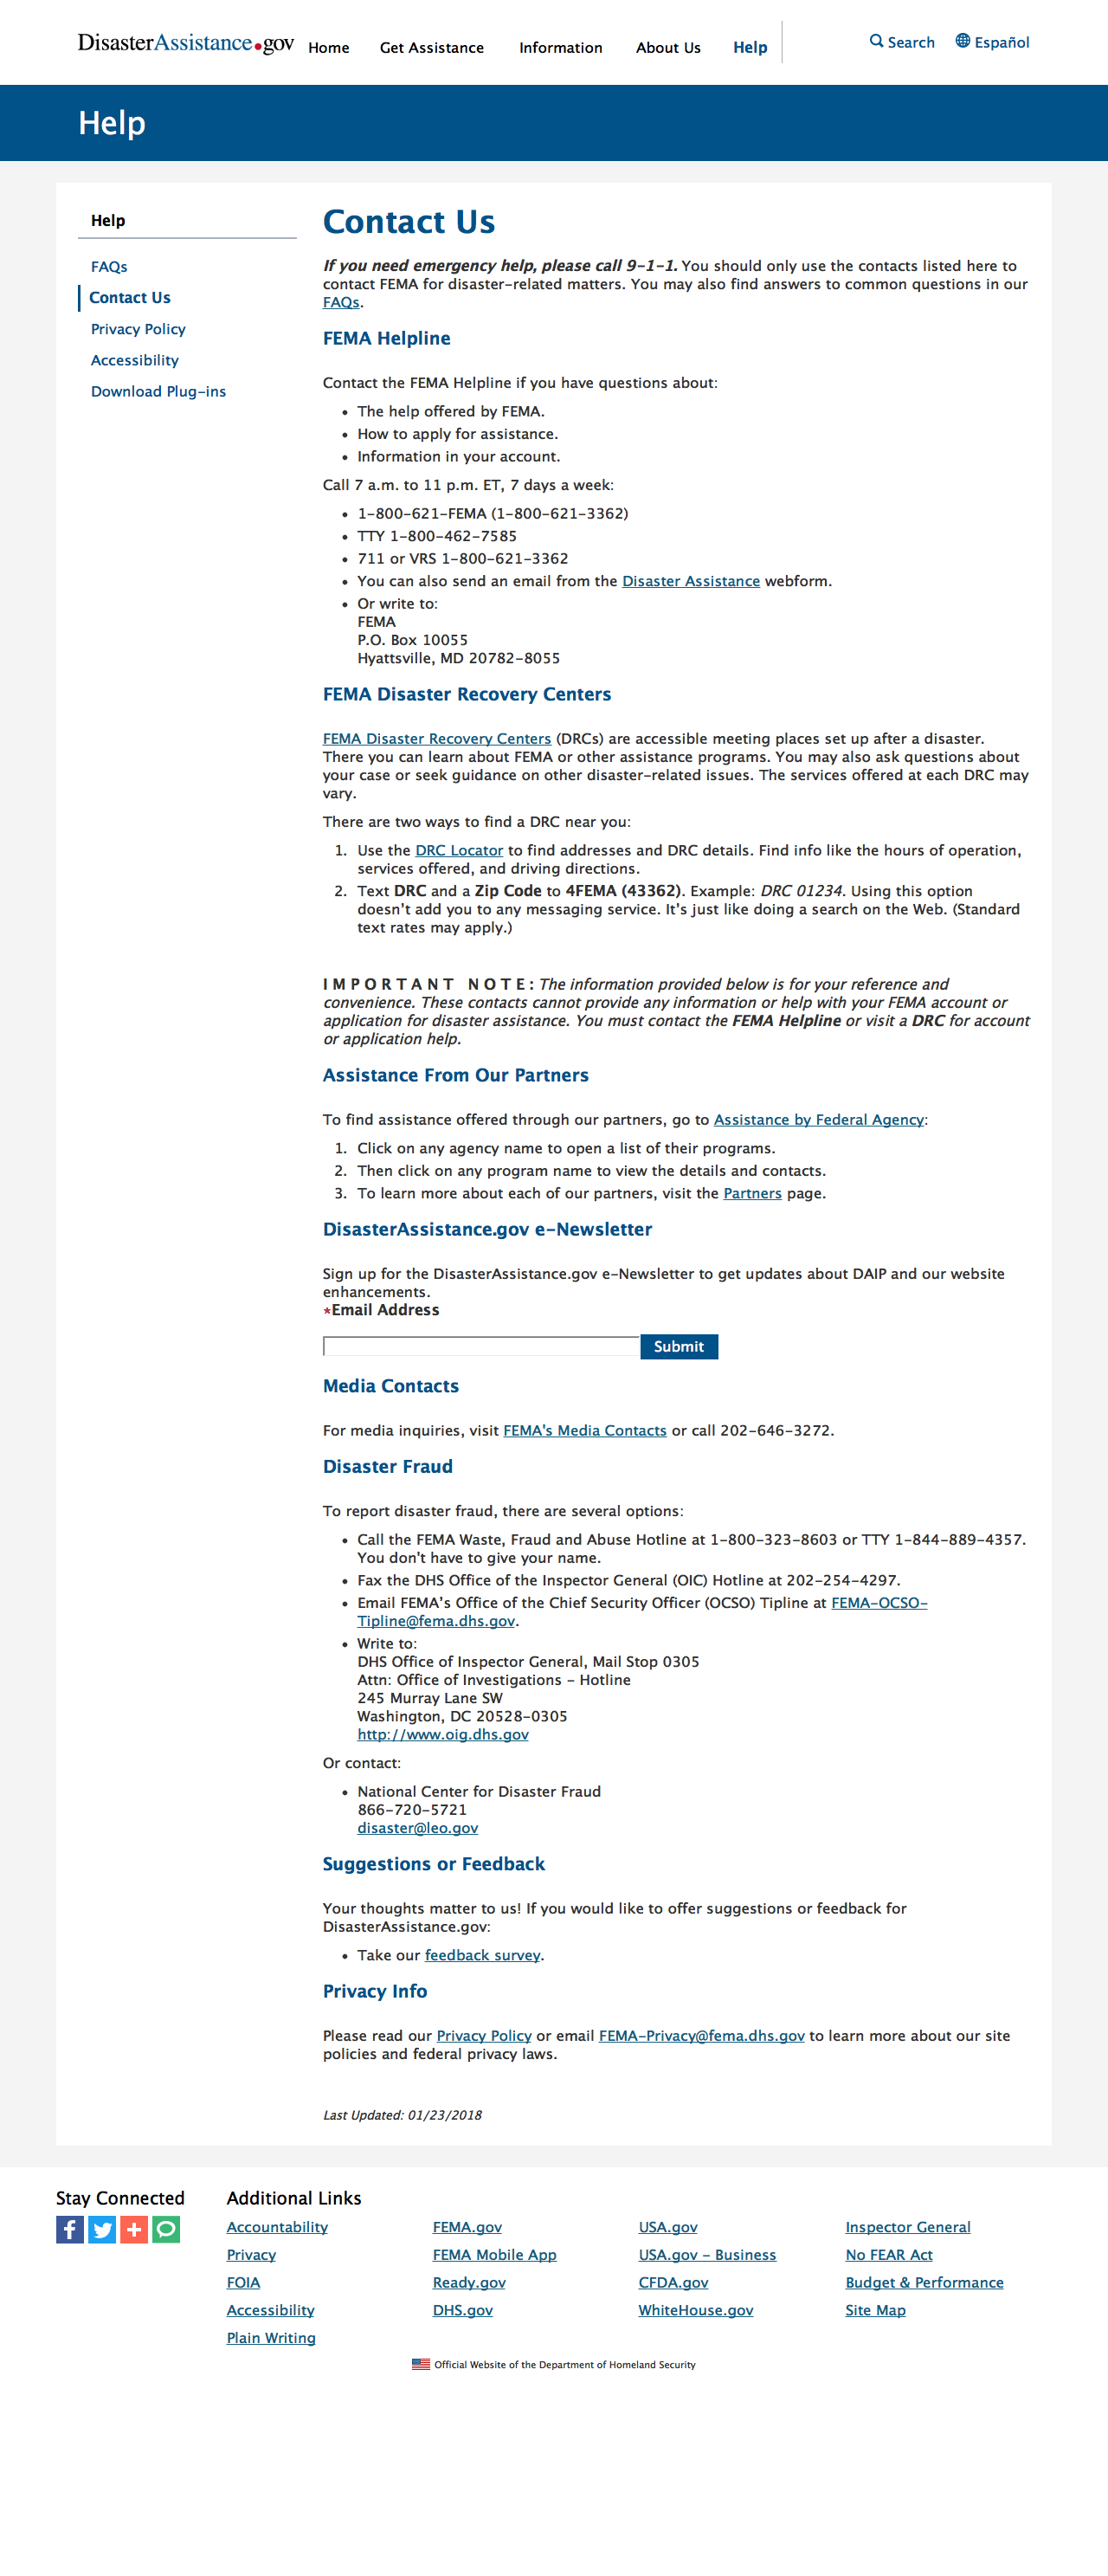 DisasterAssistance.gov
Home
Get Assistance
Information
About Us
Help
Search
Español
Help
Help
FAQs
Contact Us
Privacy Policy
Accessibility
Download Plug-ins
Contact Us
If you need emergency help, please call 9-1-1. You should only use the contacts listed here to
contact FEMA for disaster-related matters. You may also find answers to common questions in our
FAQs.
FEMA Helpline
Contact the FEMA Helpline if you have questions about:
• The help offered by FEMA.
• How to apply for assistance.
• Information in your account.
Call 7 a.m. to 11 p.m. ET, 7 days a week:
• 1-800-621-FEMA (1-800-621-3362)
• TTY 1-800-462-7585
• 711 or VRS 1-800-621-3362
• You can also send an email from the Disaster Assistance webform.
• Or write to:
FEMA
P.O. Box 10055
Hyattsville, MD 20782-8055
FEMA Disaster Recovery Centers
FEMA Disaster Recovery Centers (DRCs) are accessible meeting places set up after a disaster.
There you can learn about FEMA or other assistance programs. You may also ask questions about
your case or seek guidance on other disaster-related issues. The services offered at each DRC may
vary.
There are two ways to find a DRC near you:
1. Use the DRC Locator to find addresses and DRC details. Find info like the hours of operation,
services offered, and driving directions.
2. Text DRC and a Zip Code to 4FEMA (43362). Example: DRC 01234. Using this option
doesn't add you to any messaging service. It's just like doing a search on the Web. (Standard
text rates may apply.)
IMPORTANT NOTE: The information provided below is for your reference and
convenience. These contacts cannot provide any information or help with your FEMA account or
application for disaster assistance. You must contact the FEMA Helpline or visit a DRC for account
or application help.
Assistance From Our Partners
To find assistance offered through our partners, go to Assistance by Federal Agency:
1. Click on any agency name to open a list of their programs.
2. Then click on any program name to view the details and contacts.
3. To learn more about each of our partners, visit the Partners page.
DisasterAssistance.gov e-Newsletter
Sign up for the DisasterAssistance.gov e-Newsletter to get updates about DAIP and our website
enhancements.
*Email Address
Submit
Media Contacts
For media inquiries, visit FEMA's Media Contacts or call 202-646-3272.
Disaster Fraud
To report disaster fraud, there are several options:
• Call the FEMA Waste, Fraud and Abuse Hotline at 1-800-323-8603 or TTY 1-844-889-4357.
You don't have to give your name.
• Fax the DHS Office of the Inspector General (OIC) Hotline at 202-254-4297.
• Email FEMA's Office of the Chief Security Officer (OCSO) Tipline at FEMA-OCSO-
Tipline@fema.dhs.gov.
• Write to:
DHS Office of Inspector General, Mail Stop 0305
Attn: Office of Investigations - Hotline
245 Murray Lane SW
Washington, DC 20528-0305
http://www.oig.dhs.gov
Or contact:
• National Center for Disaster Fraud
866-720-5721
disaster@leo.gov
Suggestions or Feedback
Your thoughts matter to us! If you would like to offer suggestions or feedback for
DisasterAssistance.gov:
• Take our feedback survey.
Privacy Info
Please read our Privacy Policy or email FEMA-Privacy@fema.dhs.gov to learn more about our site
policies and federal privacy laws.
Last Updated: 01/23/2018
Stay Connected
Additional Links
Accountability
Privacy
FOIA
Accessibility
Plain Writing
FEMA.gov
FEMA Mobile App
Ready.gov
DHS.gov
USA.gov
USA.gov - Business
CFDA.gov
WhiteHouse.gov
Inspector General
No FEAR Act
Budget & Performance
Site Map
Official Website of the Department of Homeland Security